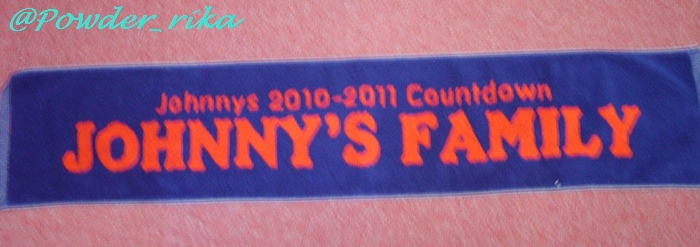 @Powder_rika
Johnnys 2010-2011 Countdown
JOHNNY'S FAMILY